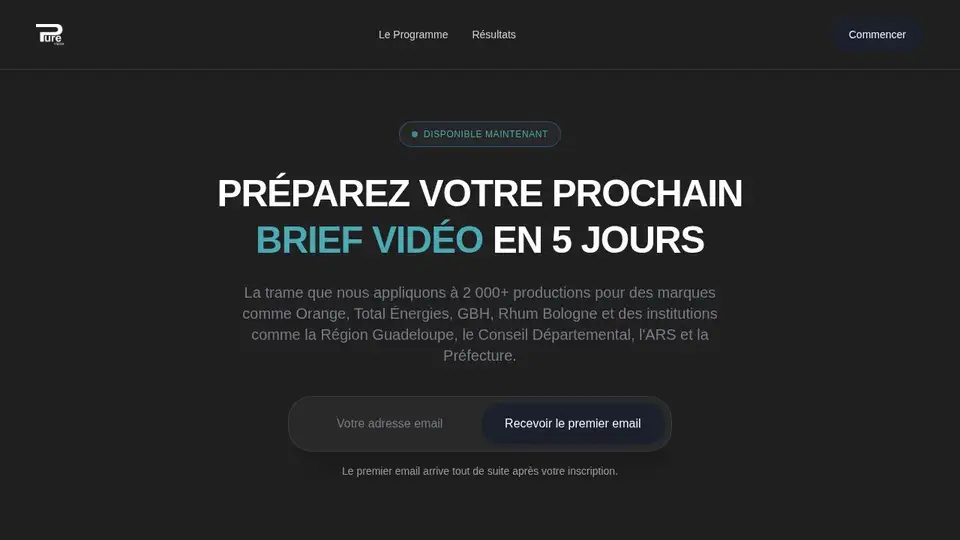 Pure
Le Programme
Résultats
Commencer
DISPONIBLE MAINTENANT
PRÉPAREZ VOTRE PROCHAIN
BRIEF VIDÉO EN 5 JOURS
La trame que nous appliquons à 2 000+ productions pour des marques
comme Orange, Total Énergies, GBH, Rhum Bologne et des institutions
comme la Région Guadeloupe, le Conseil Départemental, l'ARS et la
Préfecture.
Votre adresse email
Recevoir le premier email
Le premier email arrive tout de suite après votre inscription.